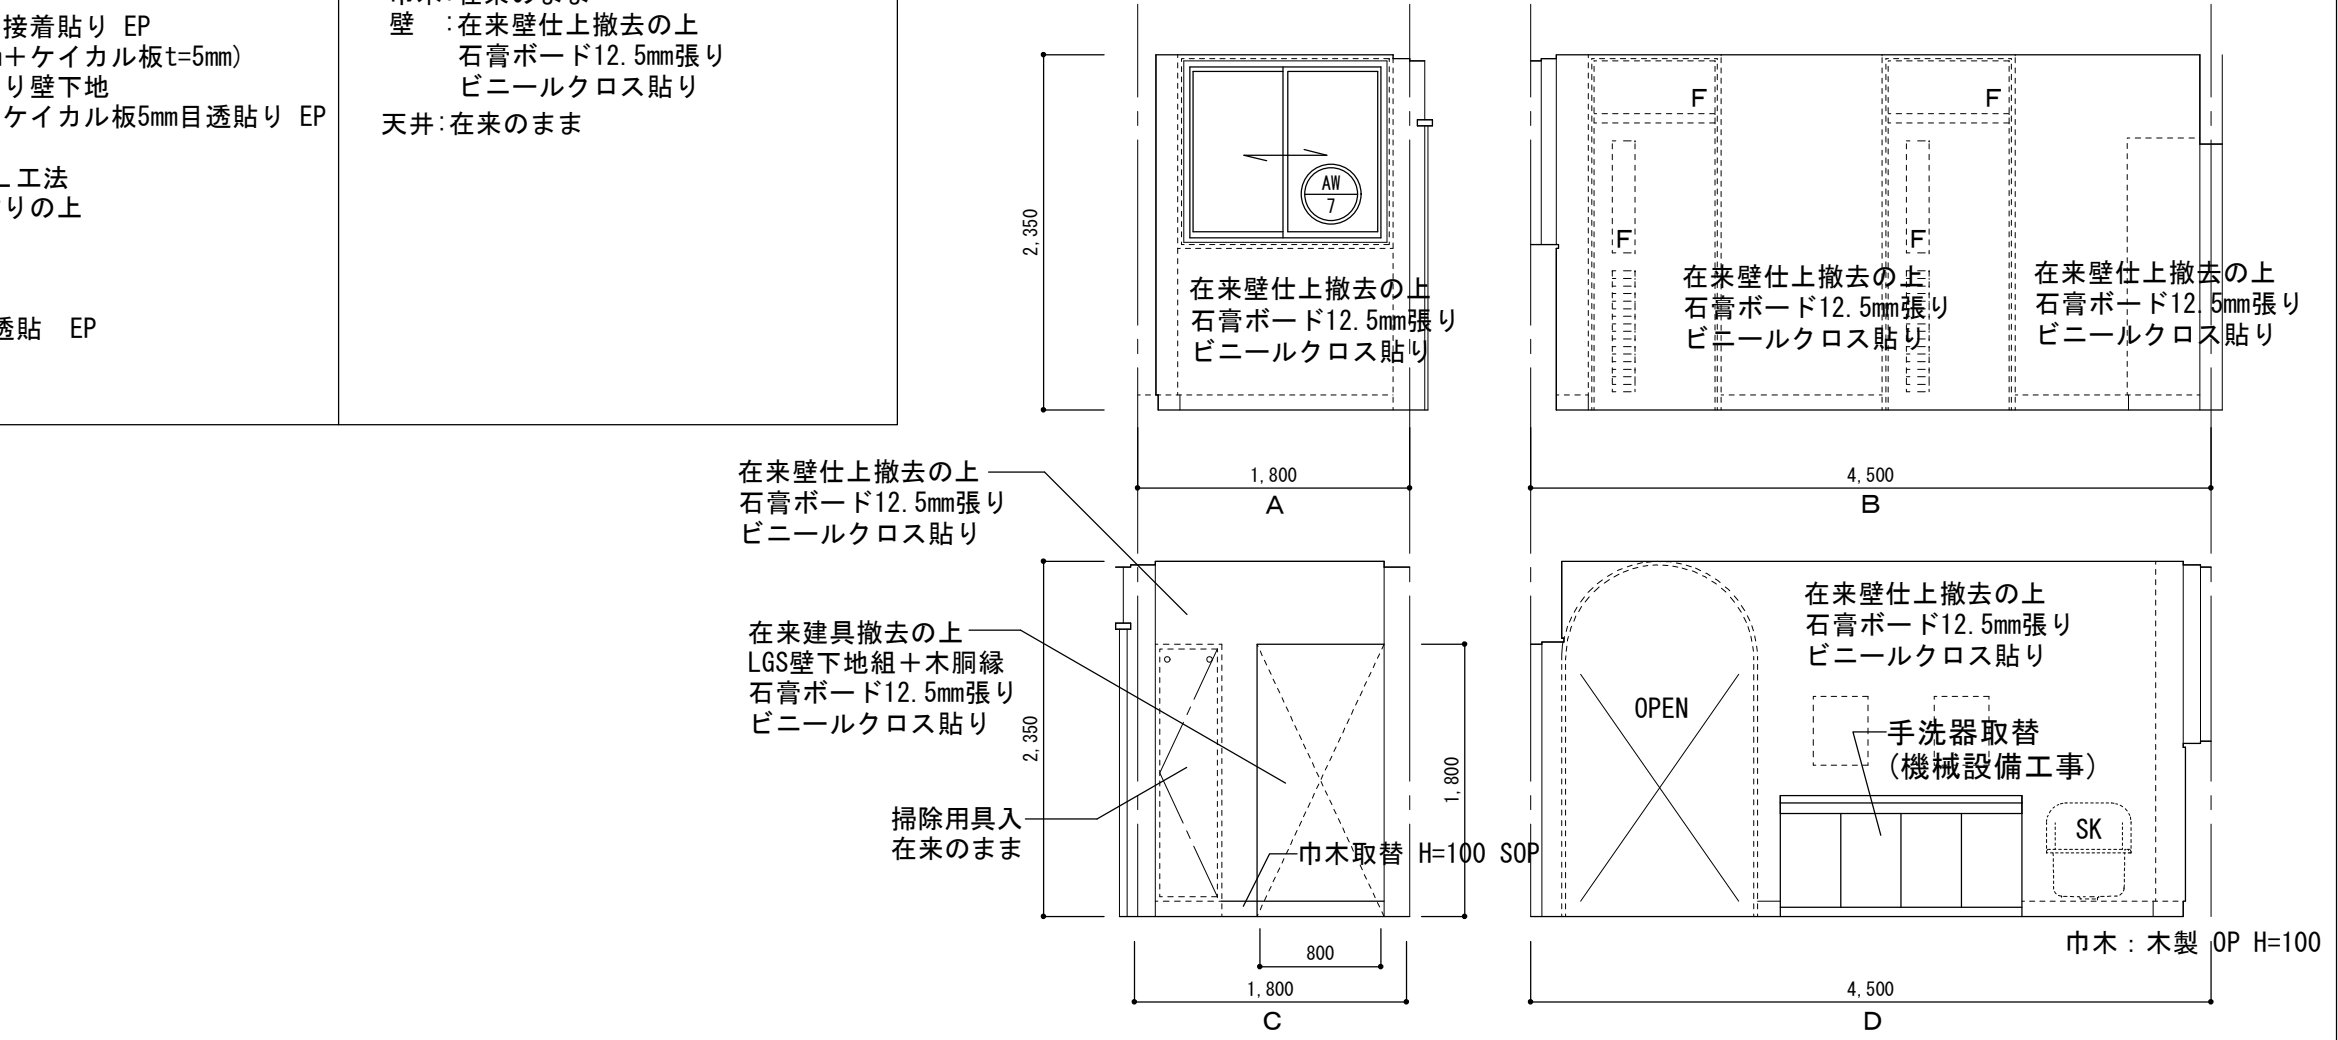 接着貼り EP
+ケイカル板t=5mm)
り壁下地
ケイカル板5mm目透貼り EP
工法
りの上
透貼 EP
巾木:在来のまま
壁 :在来壁仕上撤去の上
石膏ボード12.5mm張り
ビニールクロス貼り
天井:在来のまま
2,350
AW
7
在来壁仕上撤去の上
石膏ボード12.5mm張り
ビニールクロス貼り
1,800
A
F
F
F
F
在来壁仕上撤去の上
石膏ボード12.5mm張り
ビニールクロス貼り
在来壁仕上撤去の上
石膏ボード12.5mm張り
ビニールクロス貼り
4,500
B
在来壁仕上撤去の上
石膏ボード12.5mm張り
ビニールクロス貼り
在来建具撤去の上
LGS壁下地組+木胴縁
石膏ボード12.5mm張り
ビニールクロス貼り
掃除用具入
在来のまま
2,350
巾木取替 H=100 SOP
1,800
800
1,800
C
OPEN
在来壁仕上撤去の上
石膏ボード12.5mm張り
ビニールクロス貼り
手洗器取替
(機械設備工事)
SK
巾木:木製 OP H=100
4,500
D